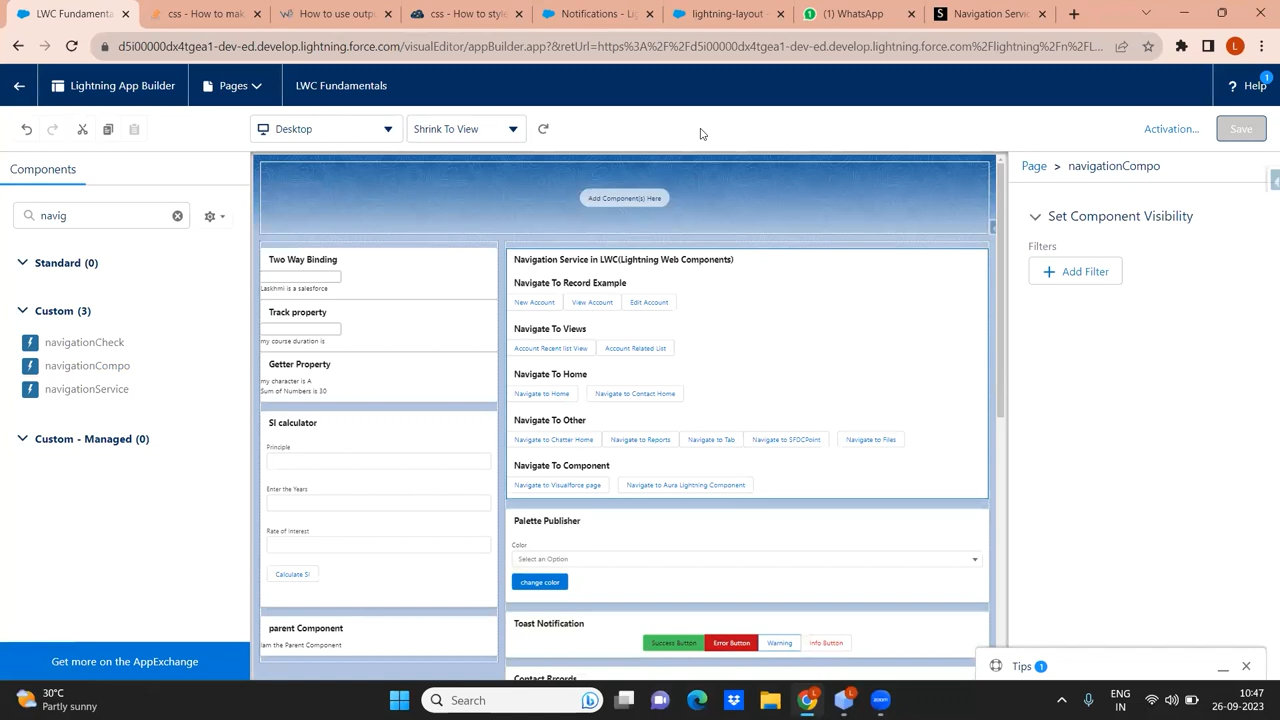 LWC Fundamentals
css - How to mak
How to use outpu
css - How to style
Notifications - Lig
lightning-layout
(1) WhatsApp
Navigation Servic
d5i00000dx4tgea1-dev-ed.develop.lightning.force.com/visualEditor/appBuilder.app?&retUrl=https%3A%2F%2Fd5i00000dx4tgea1-dev-ed.develop.lightning.force.com%2Flightning%2Fn%2FL...
L
Lightning App Builder
Pages
LWC Fundamentals
? Help
1
Desktop
Shrink To View
Activation...
Save
Components
Page > navigationCompo
navig
Add Component(s) Here
Set Component Visibility
Filters
Add Filter
Standard (0)
Custom (3)
navigationCheck
navigationCompo
navigationService
Custom - Managed (0)
Get more on the AppExchange
Two Way Binding
Laskhmi is a salesforce
Track property
my course duration is
Getter Property
my character is A
Sum of Numbers is 30
SI calculator
Principle
Enter the Years
Rate of Interest
Calculate SI
parent Component
Iam the Parent Component
Navigation Service in LWC(Lightning Web Components)
Navigate To Record Example
New Account View Account Edit Account
Navigate To Views
Account Recent list View Account Related List
Navigate To Home
Navigate to Home Navigate to Contact Home
Navigate To Other
Navigate to Chatter Home Navigate to Reports Navigate to Tab Navigate to SFDCPoint Navigate to Files
Navigate To Component
Navigate to Visualforce page Navigate to Aura Lightning Component
Palette Publisher
Color
Select an Option
change color
Toast Notification
Success Button Error Button Warning Info Button
Tips 1
30°C
Partly sunny
Search
ENG
IN
10:47
26-09-2023